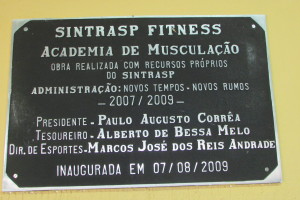 SINTRASP FITNESS
ACADEMIA DE MUSCULAÇÃO
OBRA REALIZADA COM RECURSOS PRÓPRIOS
DO SINTRASP
ADMINISTRAÇÃO: NOVOS TEMPOS - NOVOS RUMOS
- 2007/2009 -
PRESIDENTE - PAULO AUGUSTO CORRÊA
TESOUREIRO - ALBERTO DE BESSA MELO
DIR. DE ESPORTES - MARCOS JOSÉ DOS REIS ANDRADE
INAUGURADA EM 07/08/2009